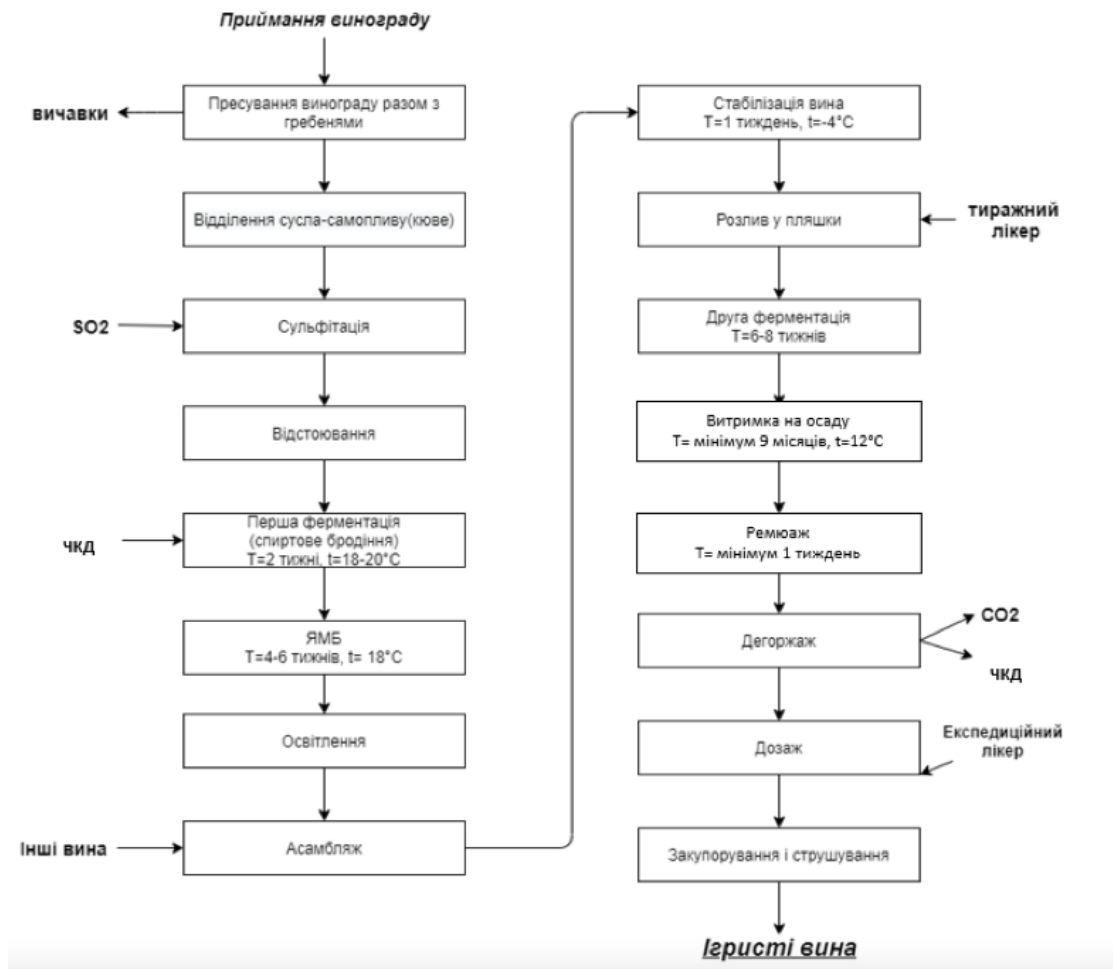 Приймання винограду
вичавки
Пресування винограду разом з
гребенями
Відділення сусла-самопливу(кюве)
SO2
Сульфітація
Відстоювання
чкд
Перша ферментація
(спиртове бродіння)
T=2 тижні, t=18-20°C
ЯМБ
T=4-6 тижнів, t= 18°C
Освітлення
Інші вина
Асамбляж
Стабілізація вина
T=1 тиждень, t=-4°C
Розлив у пляшки
тиражний
лікер
Друга ферментація
T=6-8 тижнів
Витримка на осаду
T= мінімум 9 місяців, t=12°C
Ремюаж
T= мінімум 1 тиждень
Дегоржаж
CO2
чкд
Дозаж
Експедиційний
лікер
Закупорування і струшування
Ігристі вина